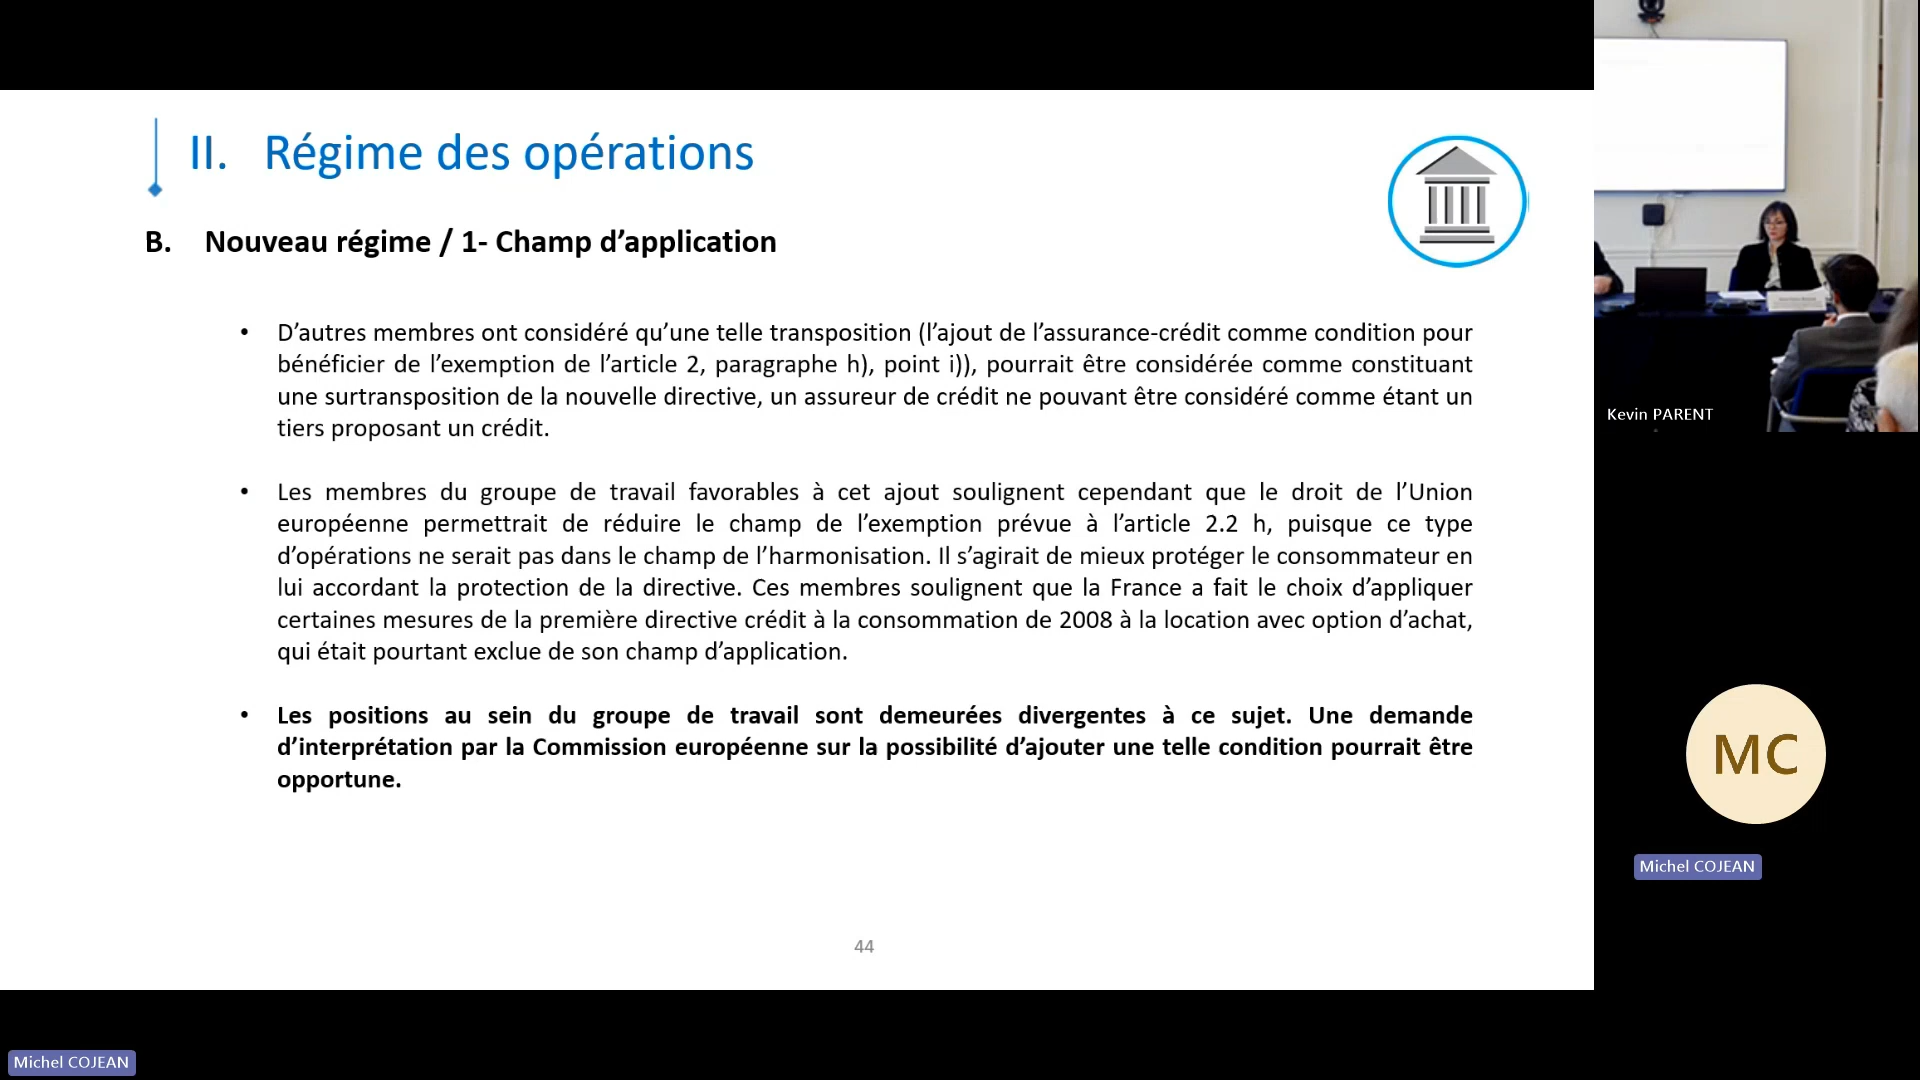 II. Régime des opérations
B. Nouveau régime / 1- Champ d’application
• D’autres membres ont considéré qu’une telle transposition (l’ajout de l’assurance-crédit comme condition pour
bénéficier de l’exemption de l’article 2, paragraphe h), point i)), pourrait être considérée comme constituant
une surtransposition de la nouvelle directive, un assureur de crédit ne pouvant être considéré comme étant un
tiers proposant un crédit.
• Les membres du groupe de travail favorables à cet ajout soulignent cependant que le droit de l’Union
européenne permettrait de réduire le champ de l’exemption prévue à l’article 2.2 h, puisque ce type
d’opérations ne serait pas dans le champ de l’harmonisation. Il s’agirait de mieux protéger le consommateur en
lui accordant la protection de la directive. Ces membres soulignent que la France a fait le choix d’appliquer
certaines mesures de la première directive crédit à la consommation de 2008 à la location avec option d’achat,
qui était pourtant exclue de son champ d’application.
• Les positions au sein du groupe de travail sont demeurées divergentes à ce sujet. Une demande
d’interprétation par la Commission européenne sur la possibilité d’ajouter une telle condition pourrait être
opportune.
44
Kevin PARENT
MC
Michel COJEAN
Michel COJEAN